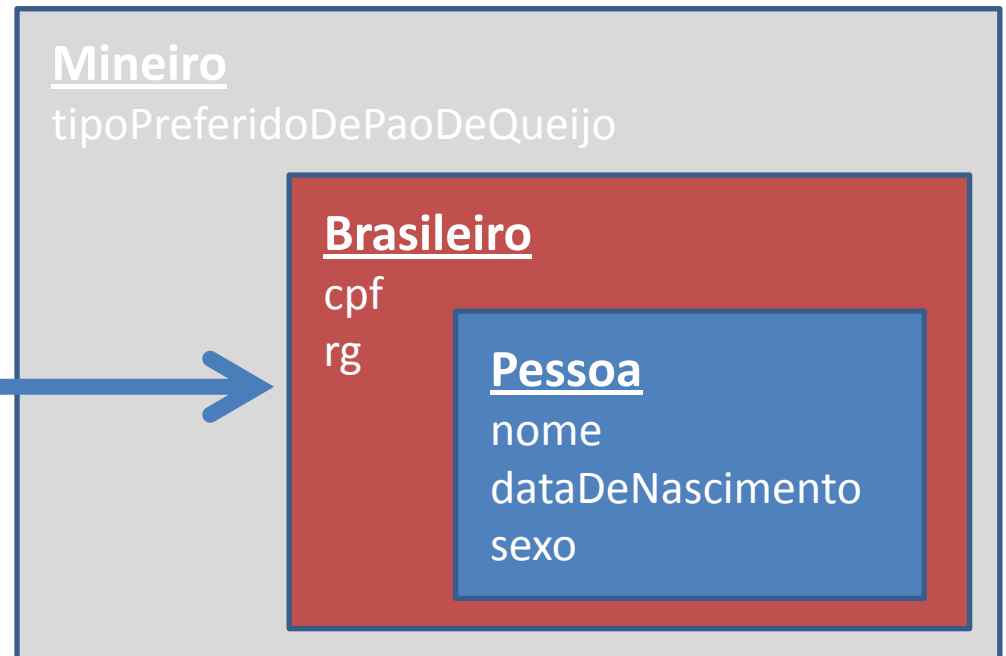 Mineiro
tipoPreferidoDePaoDeQueijo
Brasileiro
cpf
rg
Pessoa
nome
dataDeNascimento
sexo